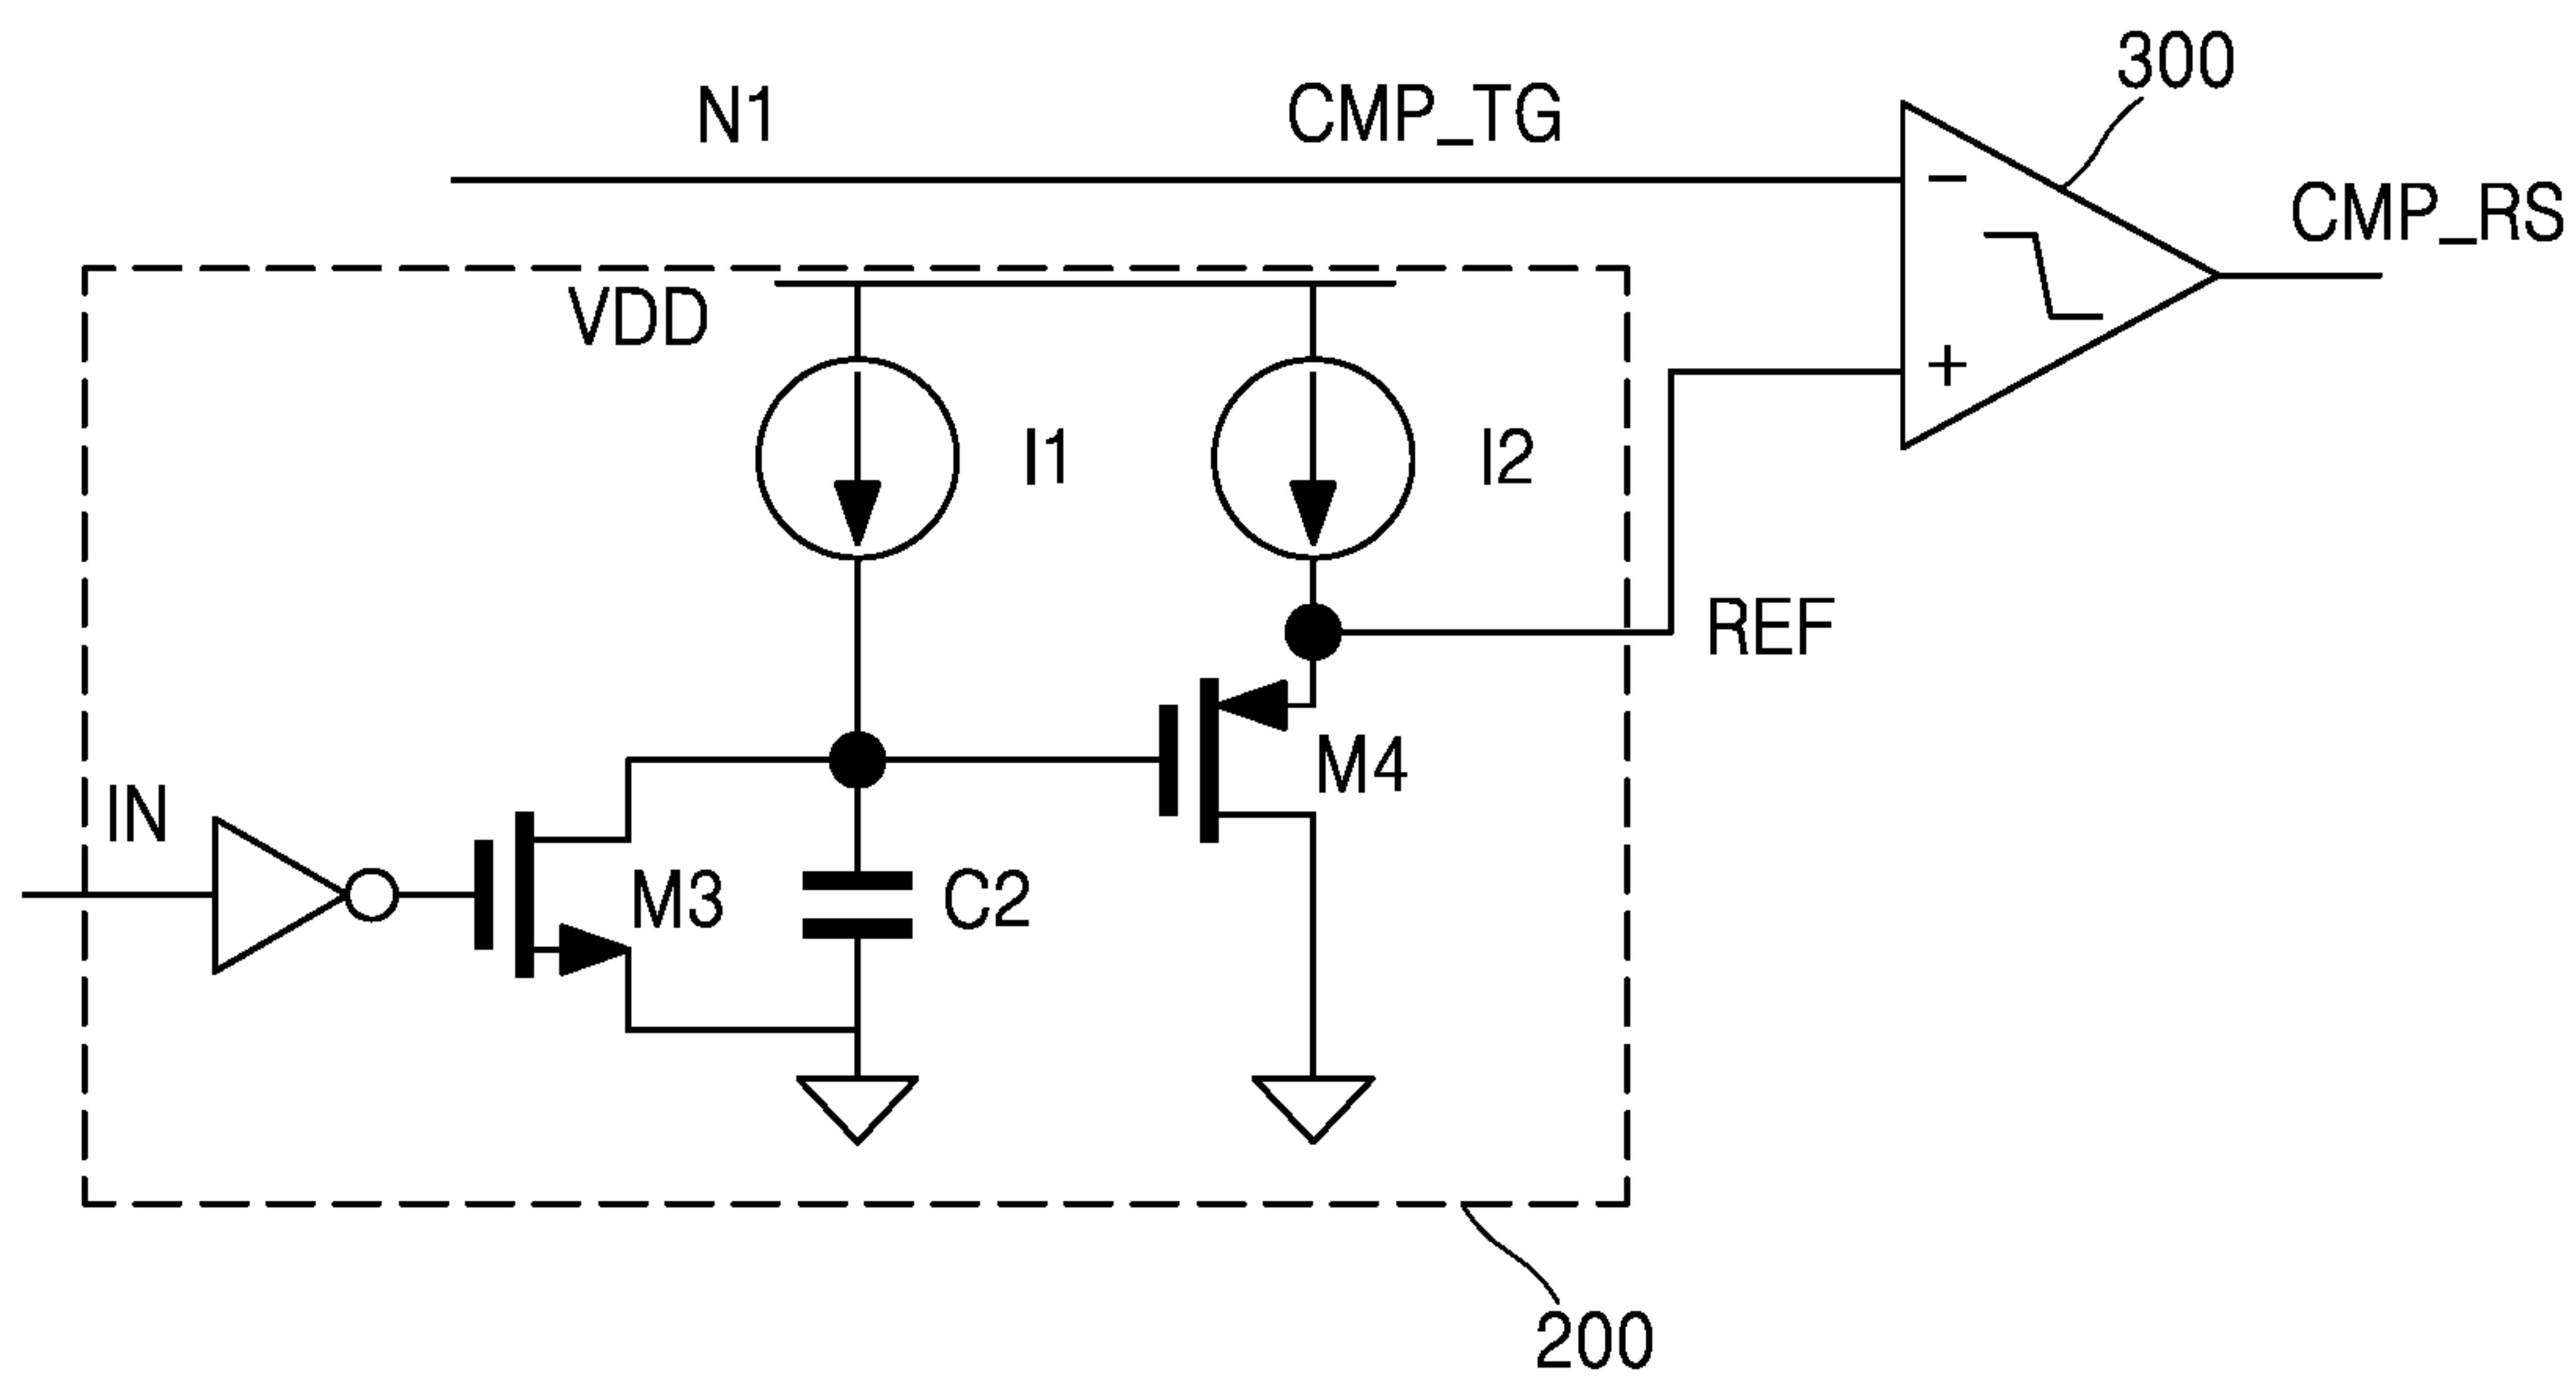 300
N1
CMP_TG
−
CMP_RS
VDD
+
I1
I2
REF
M4
IN
M3
C2
200